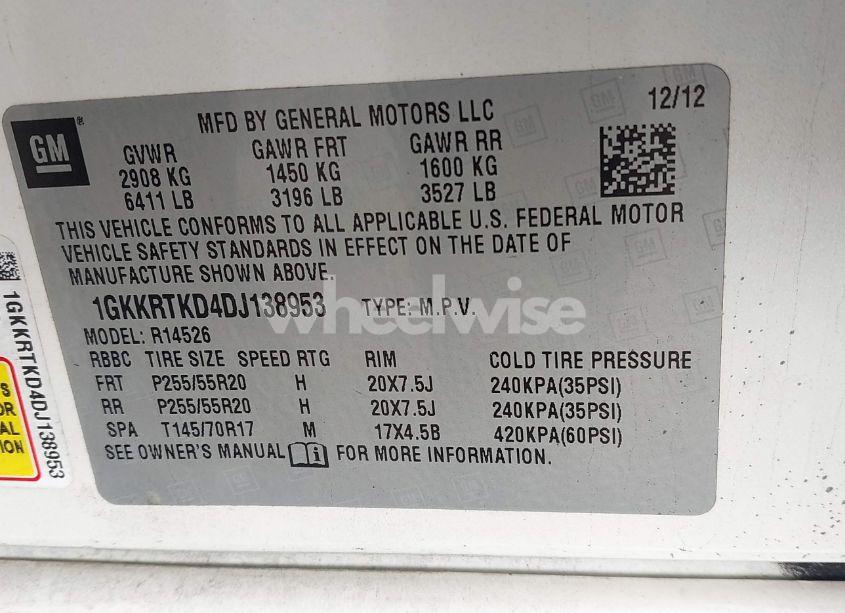 GM
MFD BY GENERAL MOTORS LLC 12/12
GVWR GAWR FRT GAWR RR
2908 KG 1450 KG 1600 KG
6411 LB 3196 LB 3527 LB
THIS VEHICLE CONFORMS TO ALL APPLICABLE U.S. FEDERAL MOTOR
VEHICLE SAFETY STANDARDS IN EFFECT ON THE DATE OF
MANUFACTURE SHOWN ABOVE.
1GKKRTKD4DJ138953 TYPE: M.P.V.
MODEL: R14526
RBBC TIRE SIZE SPEED RTG RIM COLD TIRE PRESSURE
FRT P255/55R20 H 20X7.5J 240KPA(35PSI)
RR P255/55R20 H 20X7.5J 240KPA(35PSI)
SPA T145/70R17 M 17X4.5B 420KPA(60PSI)
SEE OWNER'S MANUAL FOR MORE INFORMATION.
1GKKRTKD4DJ138953
wheelwise